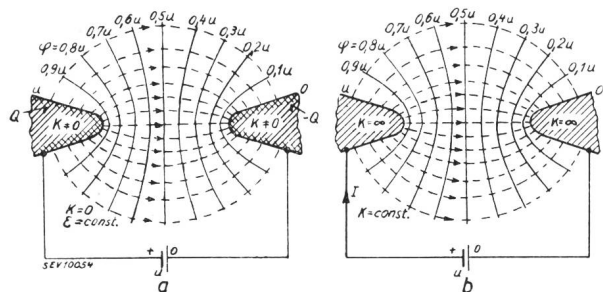 0,5u
0,6u
0,4u
0,7u
0,3u
φ=0,8u
0,2u
0,9u
0,1u
u
0
Q
K≠0
K≠0
-Q
K=0
ε=const.
+
0
u
SEV10054
a
0,5u
0,6u
0,4u
0,7u
0,3u
φ=0,8u
0,2u
0,9u
0,1u
u
0
K=∞
K=∞
I
K=const.
+
0
u
b